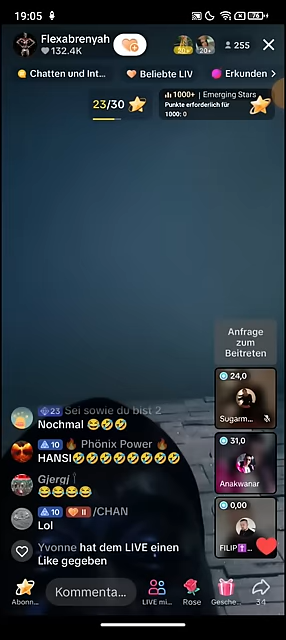 19:05
76
Flexabrenyah
132.4K
20+
20+
255
Chatten und Int...
Beliebte LIV
Erkunden
23/30
1000+ | Emerging Stars
Punkte erforderlich für
1000: 0
Anfrage
zum
Beitreten
24,0
Sugarm...
31,0
Anakwanar
0,00
FILIP
23 Sei sowie du bist 2
Nochmal 😂🤣🤣
10 🔥 Phönix Power 🔥
HANSI🤣🤣🤣🤣🤣🤣🤣🤣🤣
Gjergj
😂😂😂😂
10 II /CHAN
Lol
Yvonne hat dem LIVE einen
Like gegeben
Abonn...
Kommenta...
LIVE mi...
Rose
Gesche...
34